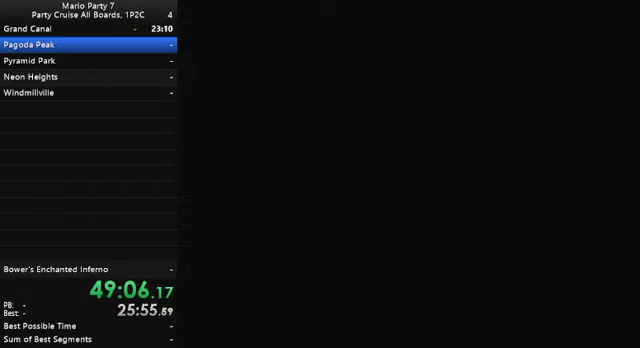 Mario Party 7
Party Cruise All Boards, 1P2C 4
Grand Canal - 23:10
Pagoda Peak -
Pyramid Park -
Neon Heights -
Windmillville -
Bower's Enchanted Inferno -
49:06.17
PB: -
Best: - 25:55.59
Best Possible Time -
Sum of Best Segments -